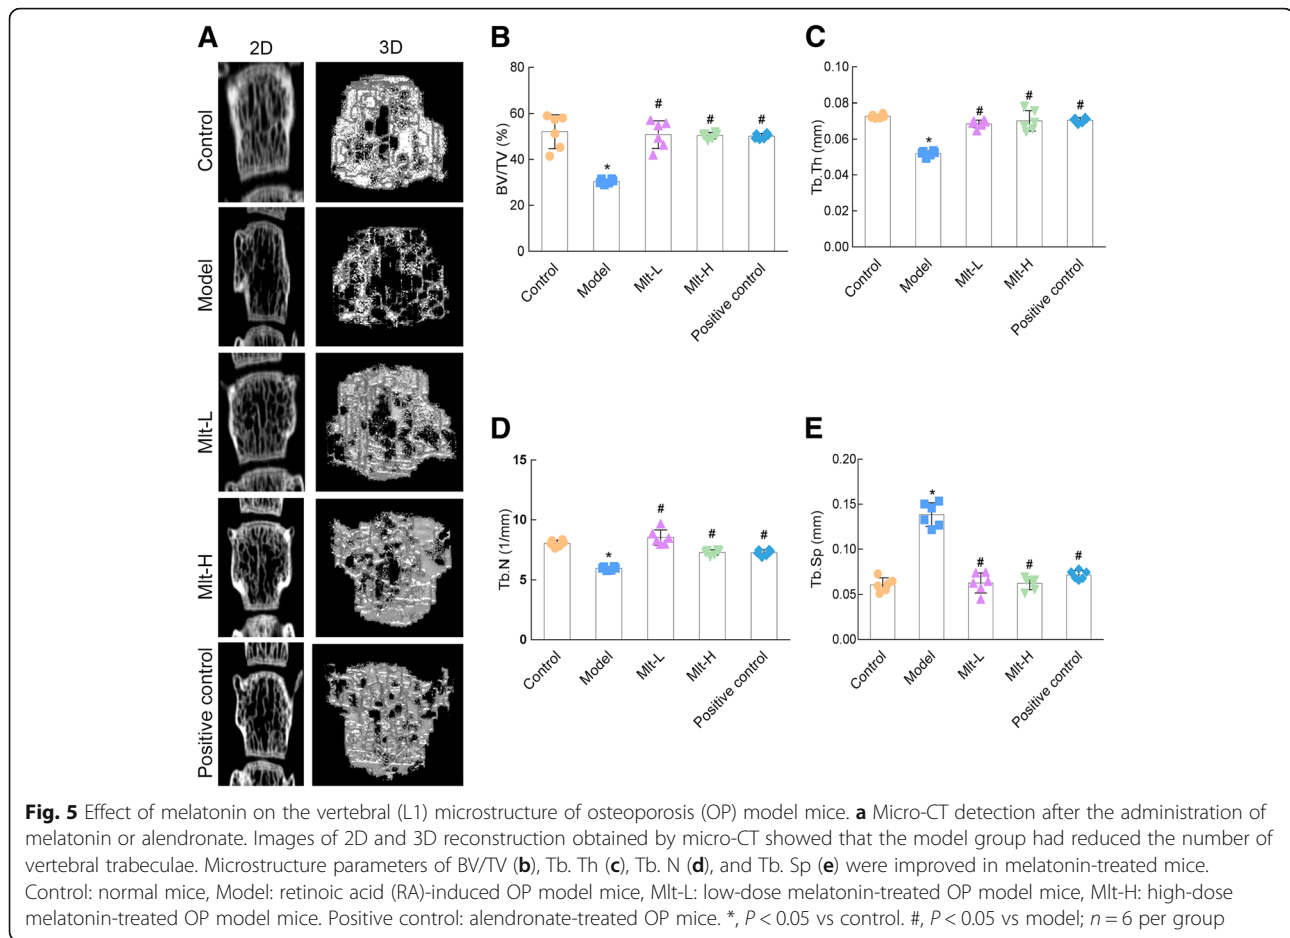 A
2D 3D
Control
Model
Mlt-L
Mlt-H
Positive control
B
BV/TV (%)
80
60
40
20
0
*
#
#
#
Control
Model
Mlt-L
Mlt-H
Positive control
C
Tb.Th (mm)
0.10
0.08
0.06
0.04
0.02
0.00
*
#
#
#
Control
Model
Mlt-L
Mlt-H
Positive control
D
Tb.N (1/mm)
15
10
5
0
*
#
#
#
Control
Model
Mlt-L
Mlt-H
Positive control
E
Tb.Sp (mm)
0.20
0.15
0.10
0.05
0.00
*
#
#
#
Control
Model
Mlt-L
Mlt-H
Positive control
Fig. 5 Effect of melatonin on the vertebral (L1) microstructure of osteoporosis (OP) model mice. a Micro-CT detection after the administration of
melatonin or alendronate. Images of 2D and 3D reconstruction obtained by micro-CT showed that the model group had reduced the number of
vertebral trabeculae. Microstructure parameters of BV/TV (b), Tb. Th (c), Tb. N (d), and Tb. Sp (e) were improved in melatonin-treated mice.
Control: normal mice, Model: retinoic acid (RA)-induced OP model mice, Mlt-L: low-dose melatonin-treated OP model mice, Mlt-H: high-dose
melatonin-treated OP model mice. Positive control: alendronate-treated OP mice. *, P < 0.05 vs control. #, P < 0.05 vs model; n = 6 per group